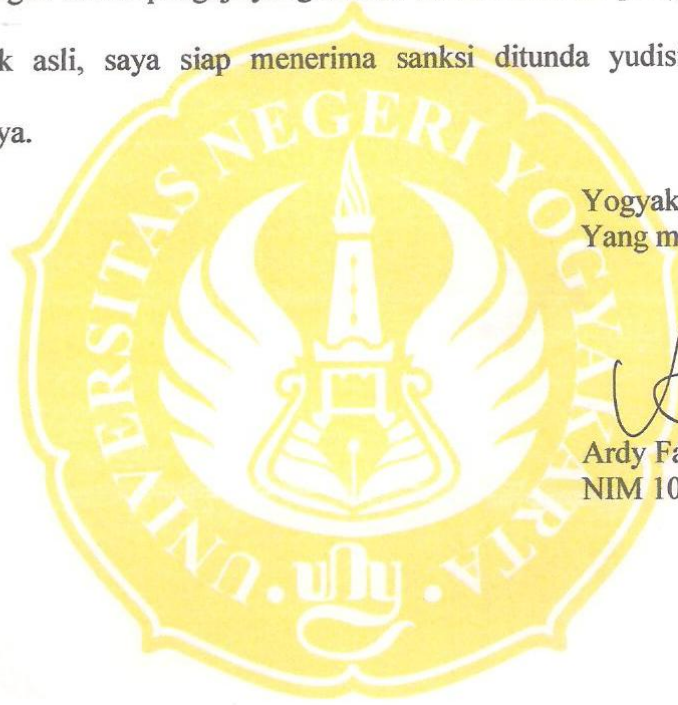 k asli, saya siap menerima sanksi ditunda yudis
ya.
Yogyak
Yang m
Ardy Fa
NIM 10
UNIVERSITAS NEGERI YOGYAKARTA
uny